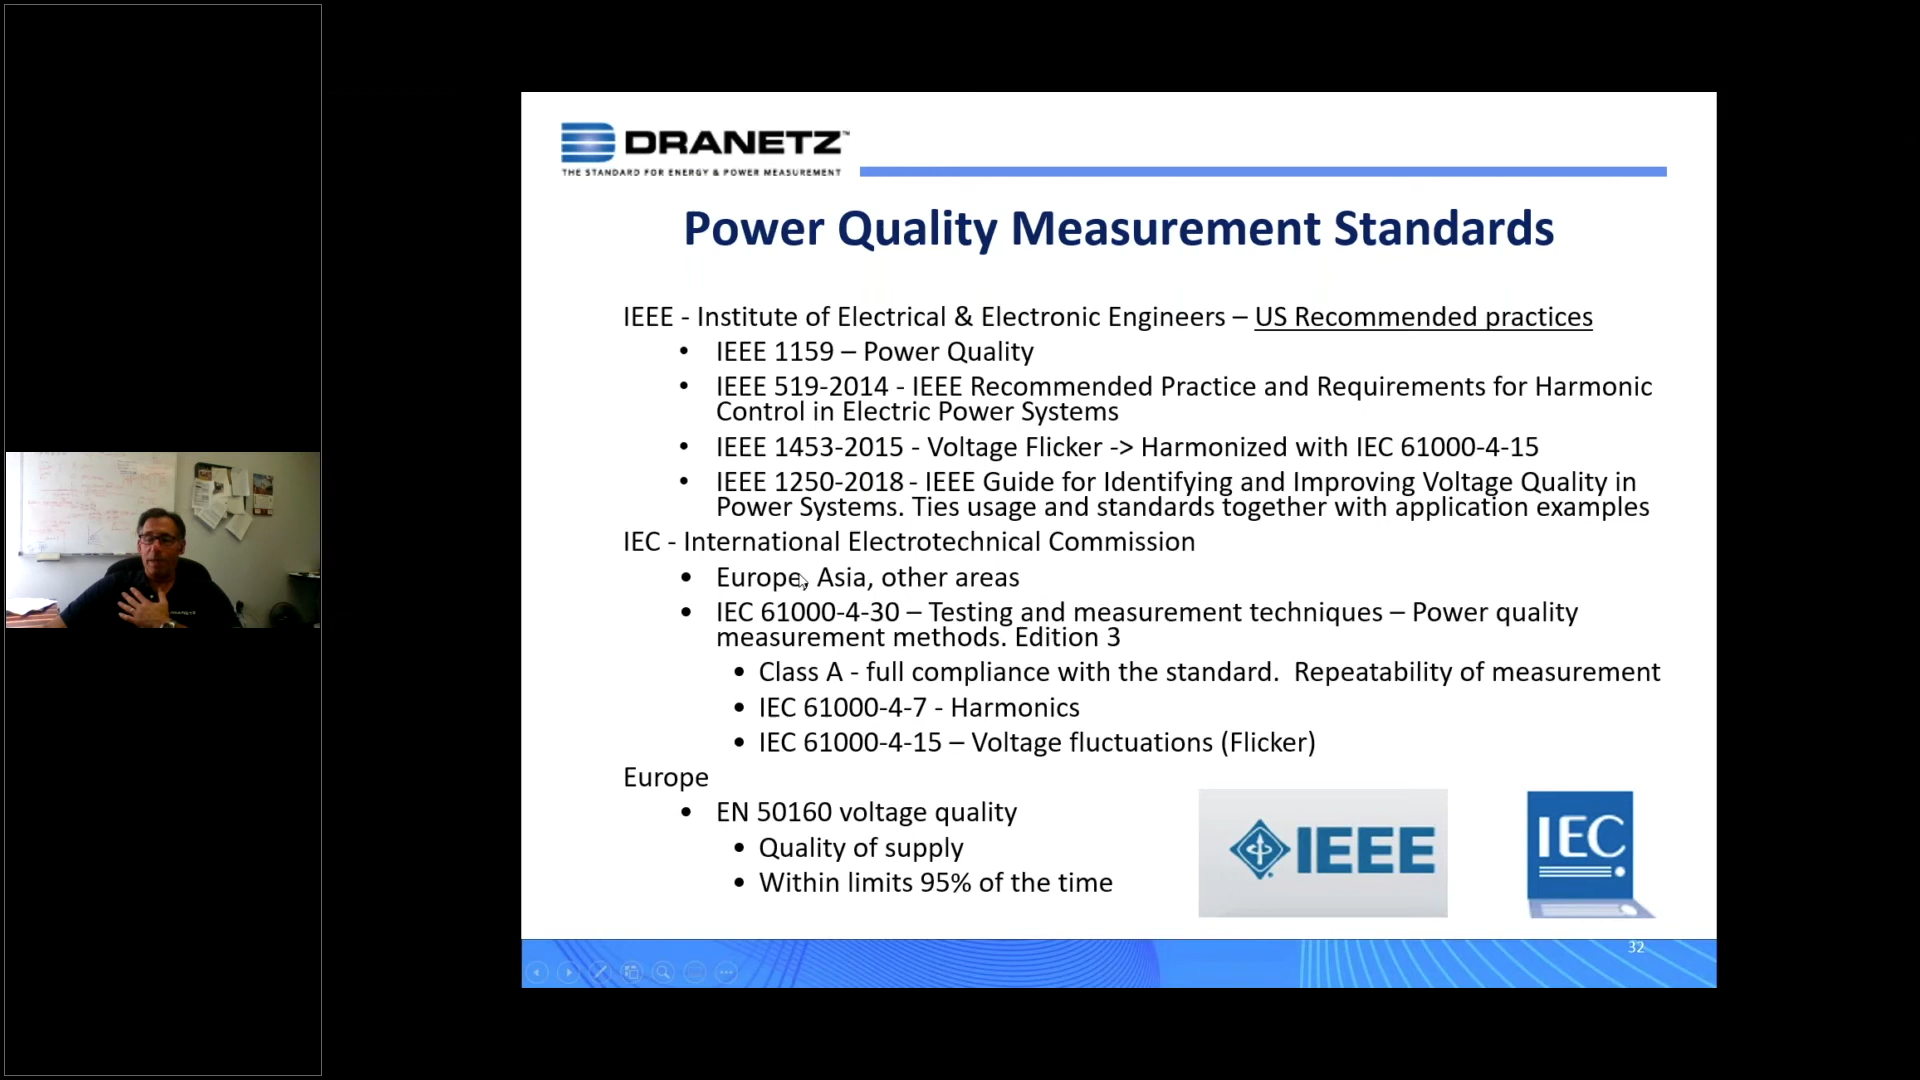 DRANETZ™
THE STANDARD FOR ENERGY & POWER MEASUREMENT
Power Quality Measurement Standards
IEEE - Institute of Electrical & Electronic Engineers – US Recommended practices
• IEEE 1159 – Power Quality
• IEEE 519-2014 - IEEE Recommended Practice and Requirements for Harmonic
Control in Electric Power Systems
• IEEE 1453-2015 - Voltage Flicker -> Harmonized with IEC 61000-4-15
• IEEE 1250-2018 - IEEE Guide for Identifying and Improving Voltage Quality in
Power Systems. Ties usage and standards together with application examples
IEC - International Electrotechnical Commission
• Europe, Asia, other areas
• IEC 61000-4-30 – Testing and measurement techniques – Power quality
measurement methods. Edition 3
• Class A - full compliance with the standard. Repeatability of measurement
• IEC 61000-4-7 - Harmonics
• IEC 61000-4-15 – Voltage fluctuations (Flicker)
Europe
• EN 50160 voltage quality
• Quality of supply
• Within limits 95% of the time
IEEE
IEC
32